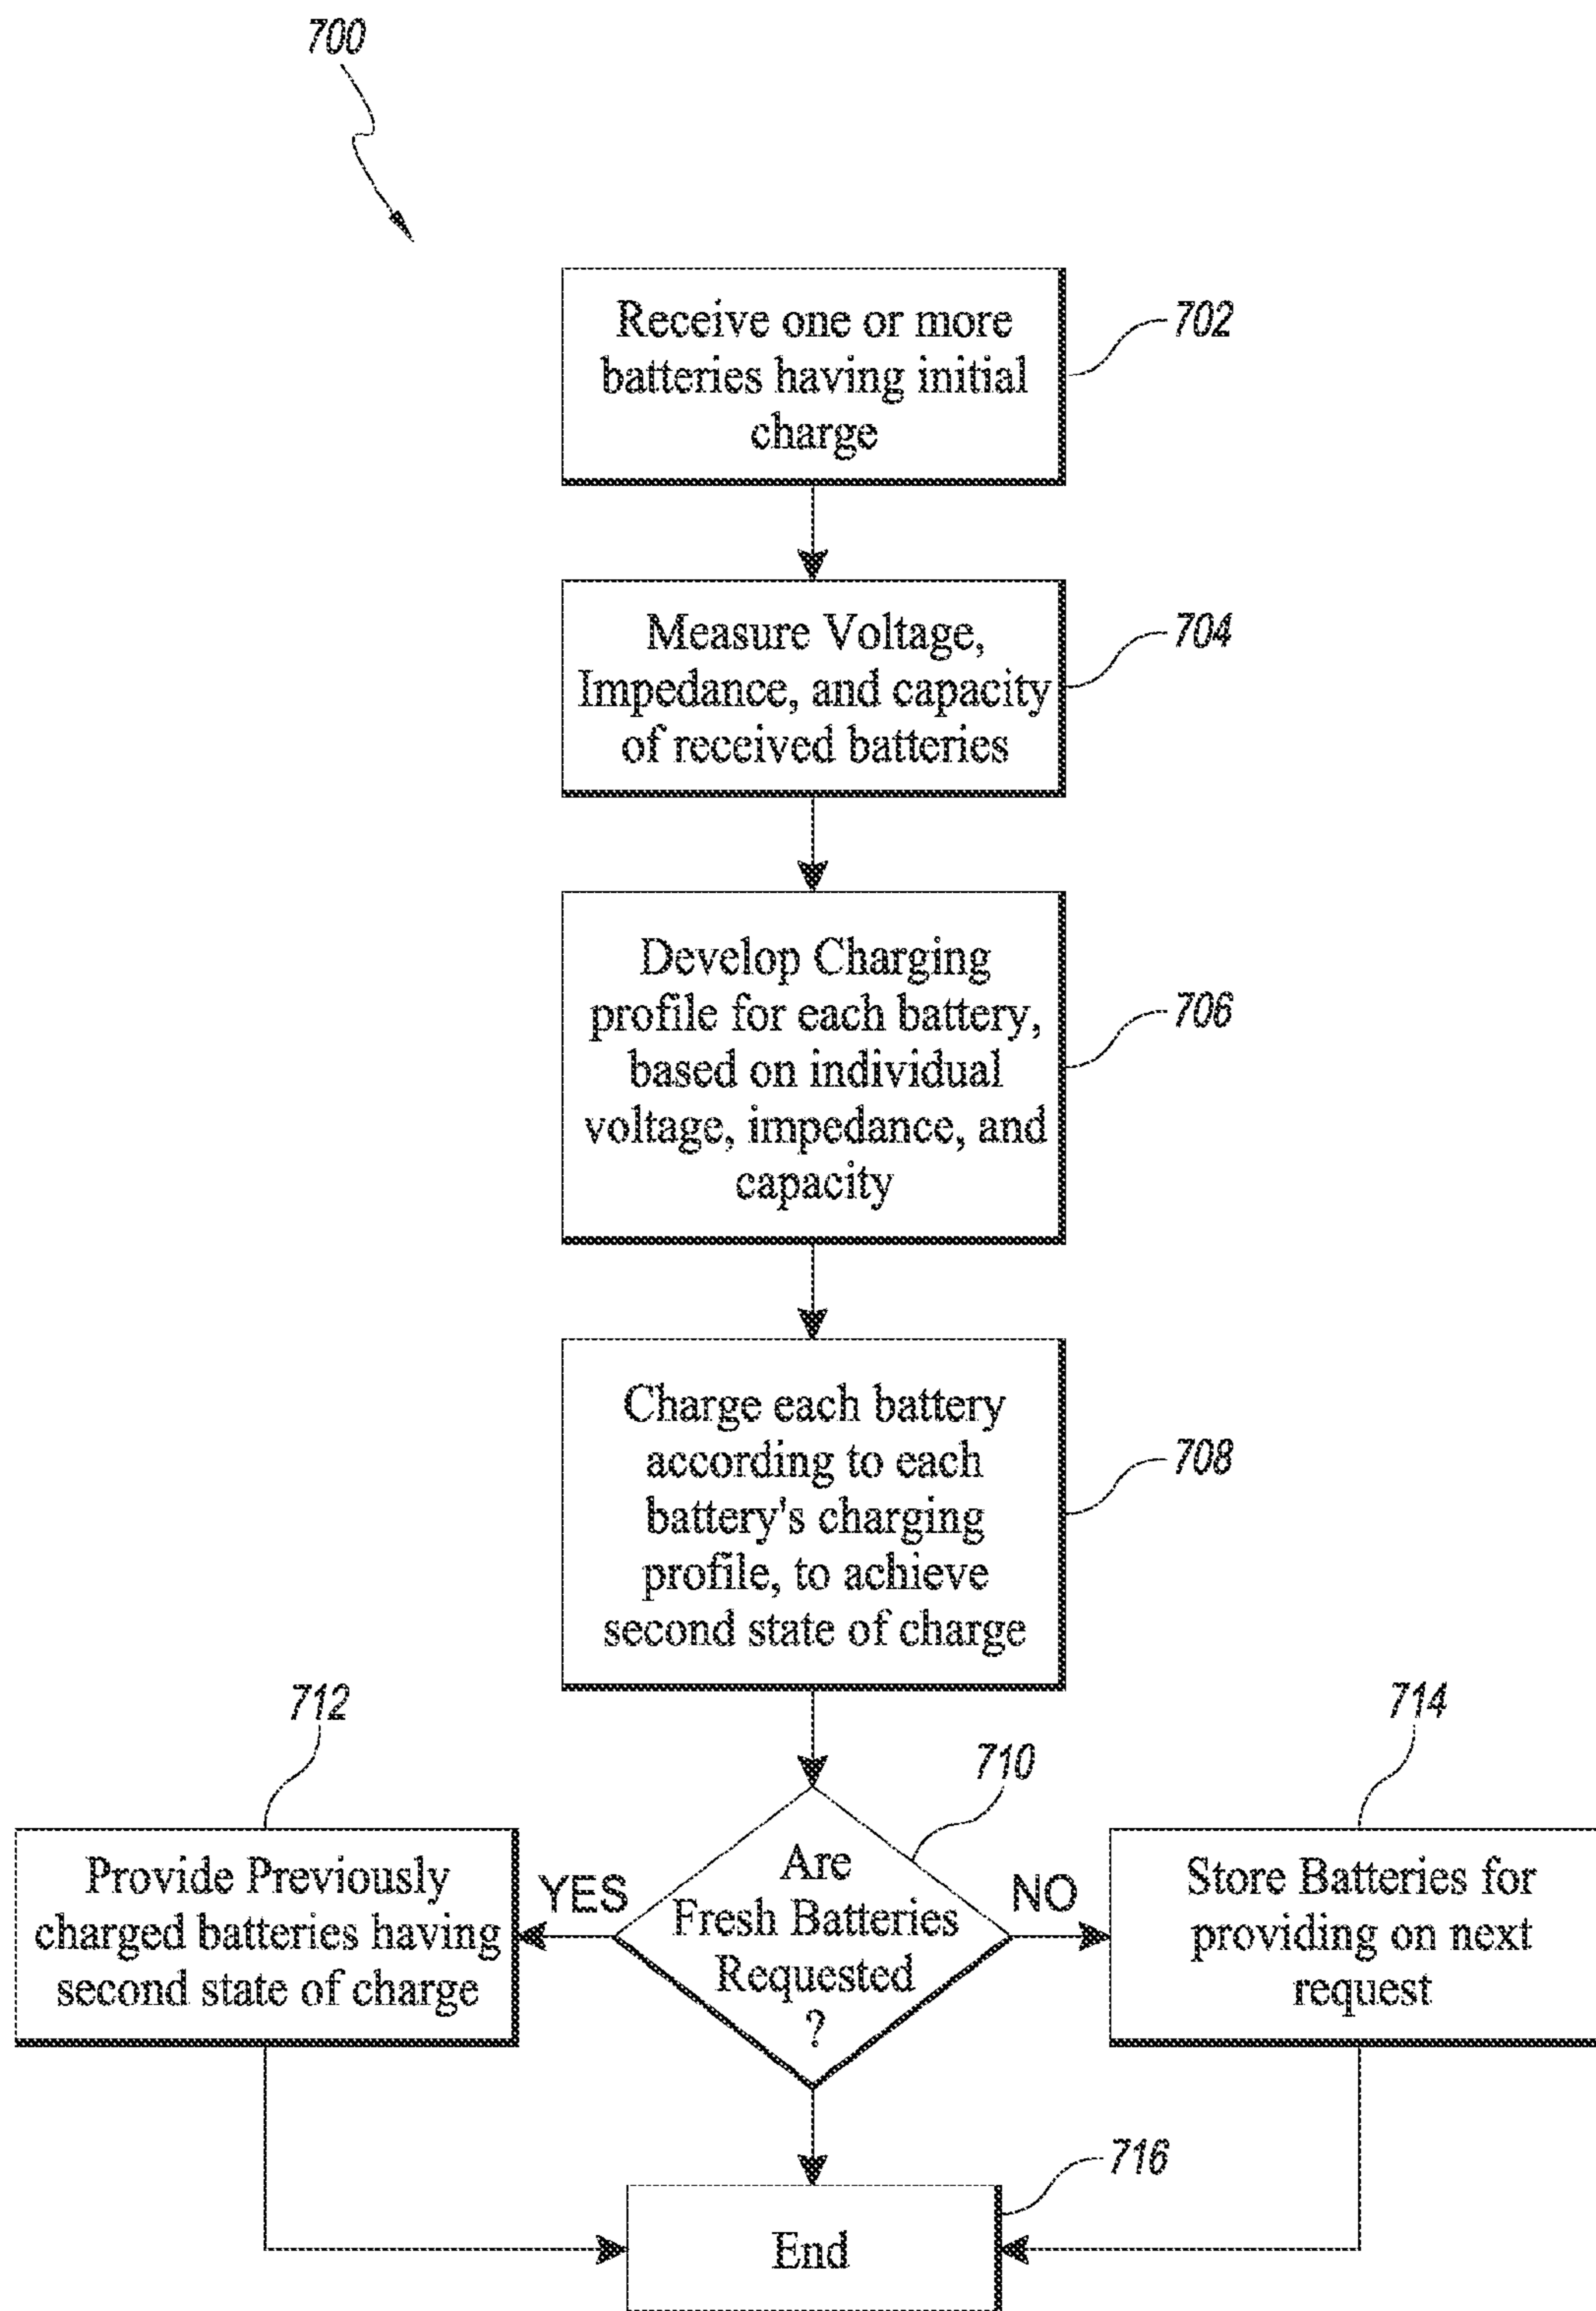 700
Receive one or more
batteries having initial
charge
702
Measure Voltage,
Impedance, and capacity
of received batteries
704
Develop Charging
profile for each battery,
based on individual
voltage, impedance, and
capacity
706
Charge each battery
according to each
battery's charging
profile, to achieve
second state of charge
708
712
Provide Previously
charged batteries having
second state of charge
YES
710
Are
Fresh Batteries
Requested
?
NO
714
Store Batteries for
providing on next
request
716
End